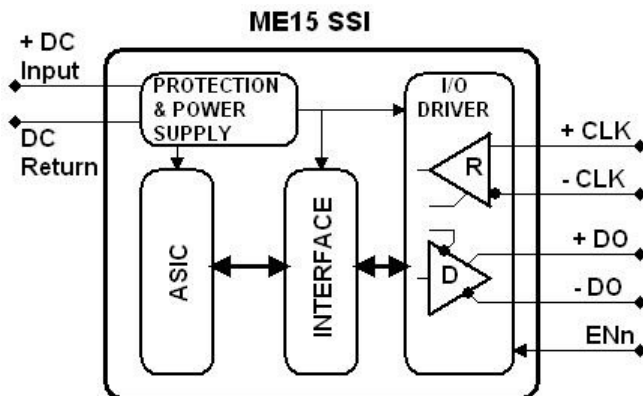 ME15 SSI
+ DC
Input
DC
Return
PROTECTION
& POWER
SUPPLY
I/O
DRIVER
ASIC
INTERFACE
R
D
+ CLK
- CLK
+ DO
- DO
ENn